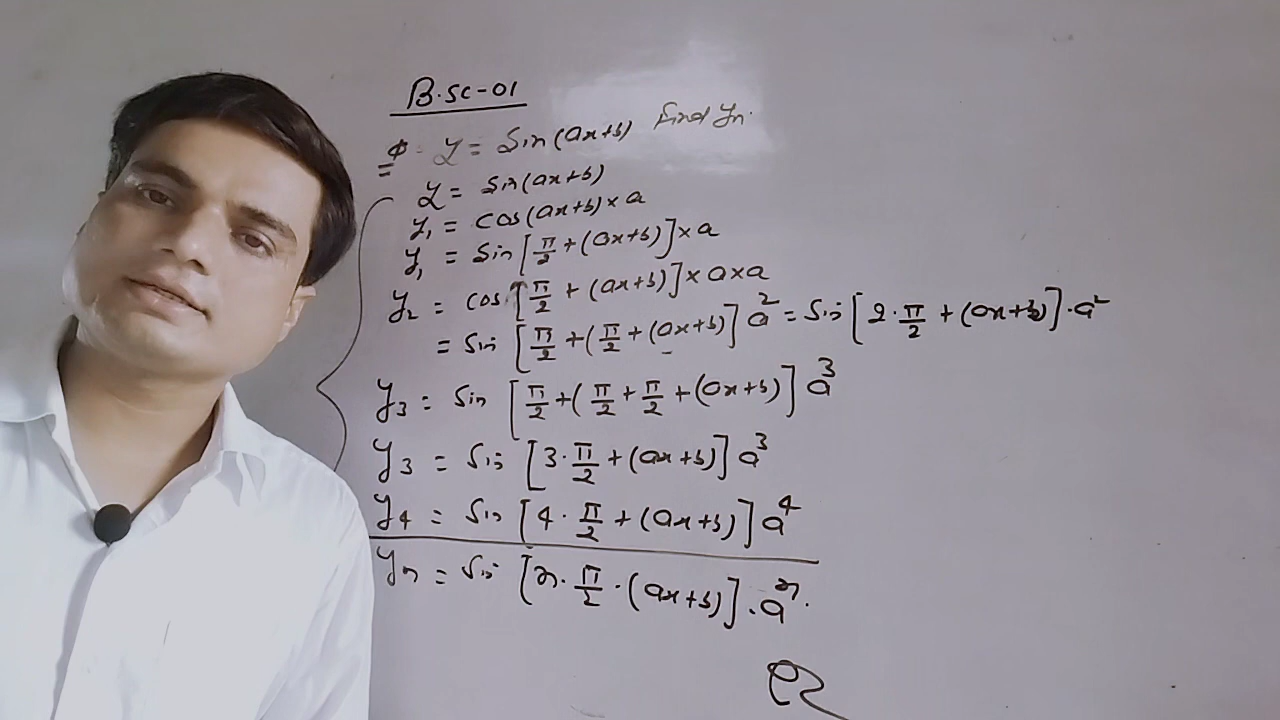 B.SC-01
Q. y = Sin(ax+b) find yn.
y = Sin(ax+b)
y₁ = cos(ax+b)×a
y₁ = Sin[π/2+(ax+b)]×a
y₂ = cos[π/2+(ax+b)]×a×a
= Sin[π/2+(π/2+(ax+b)]a² = Sin[2·π/2+(ax+b)]·a²
y₃ = Sin[π/2+(π/2+π/2+(ax+b)]a³
y₃ = Sin[3·π/2+(ax+b)]a³
y₄ = Sin[4·π/2+(ax+b)]a⁴
yn = Sin[n·π/2·(ax+b)].aⁿ.